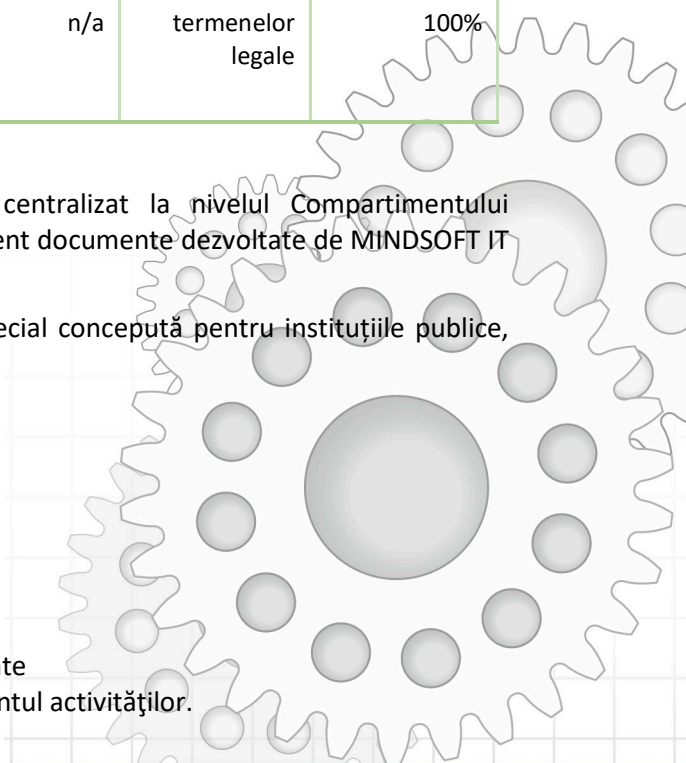 n/a termenelor 100%
legale
centralizat la nivelul Compartimentului
ent documente dezvoltate de MINDSOFT IT
ecial concepută pentru instituțiile publice,
te
ntul activităţilor.